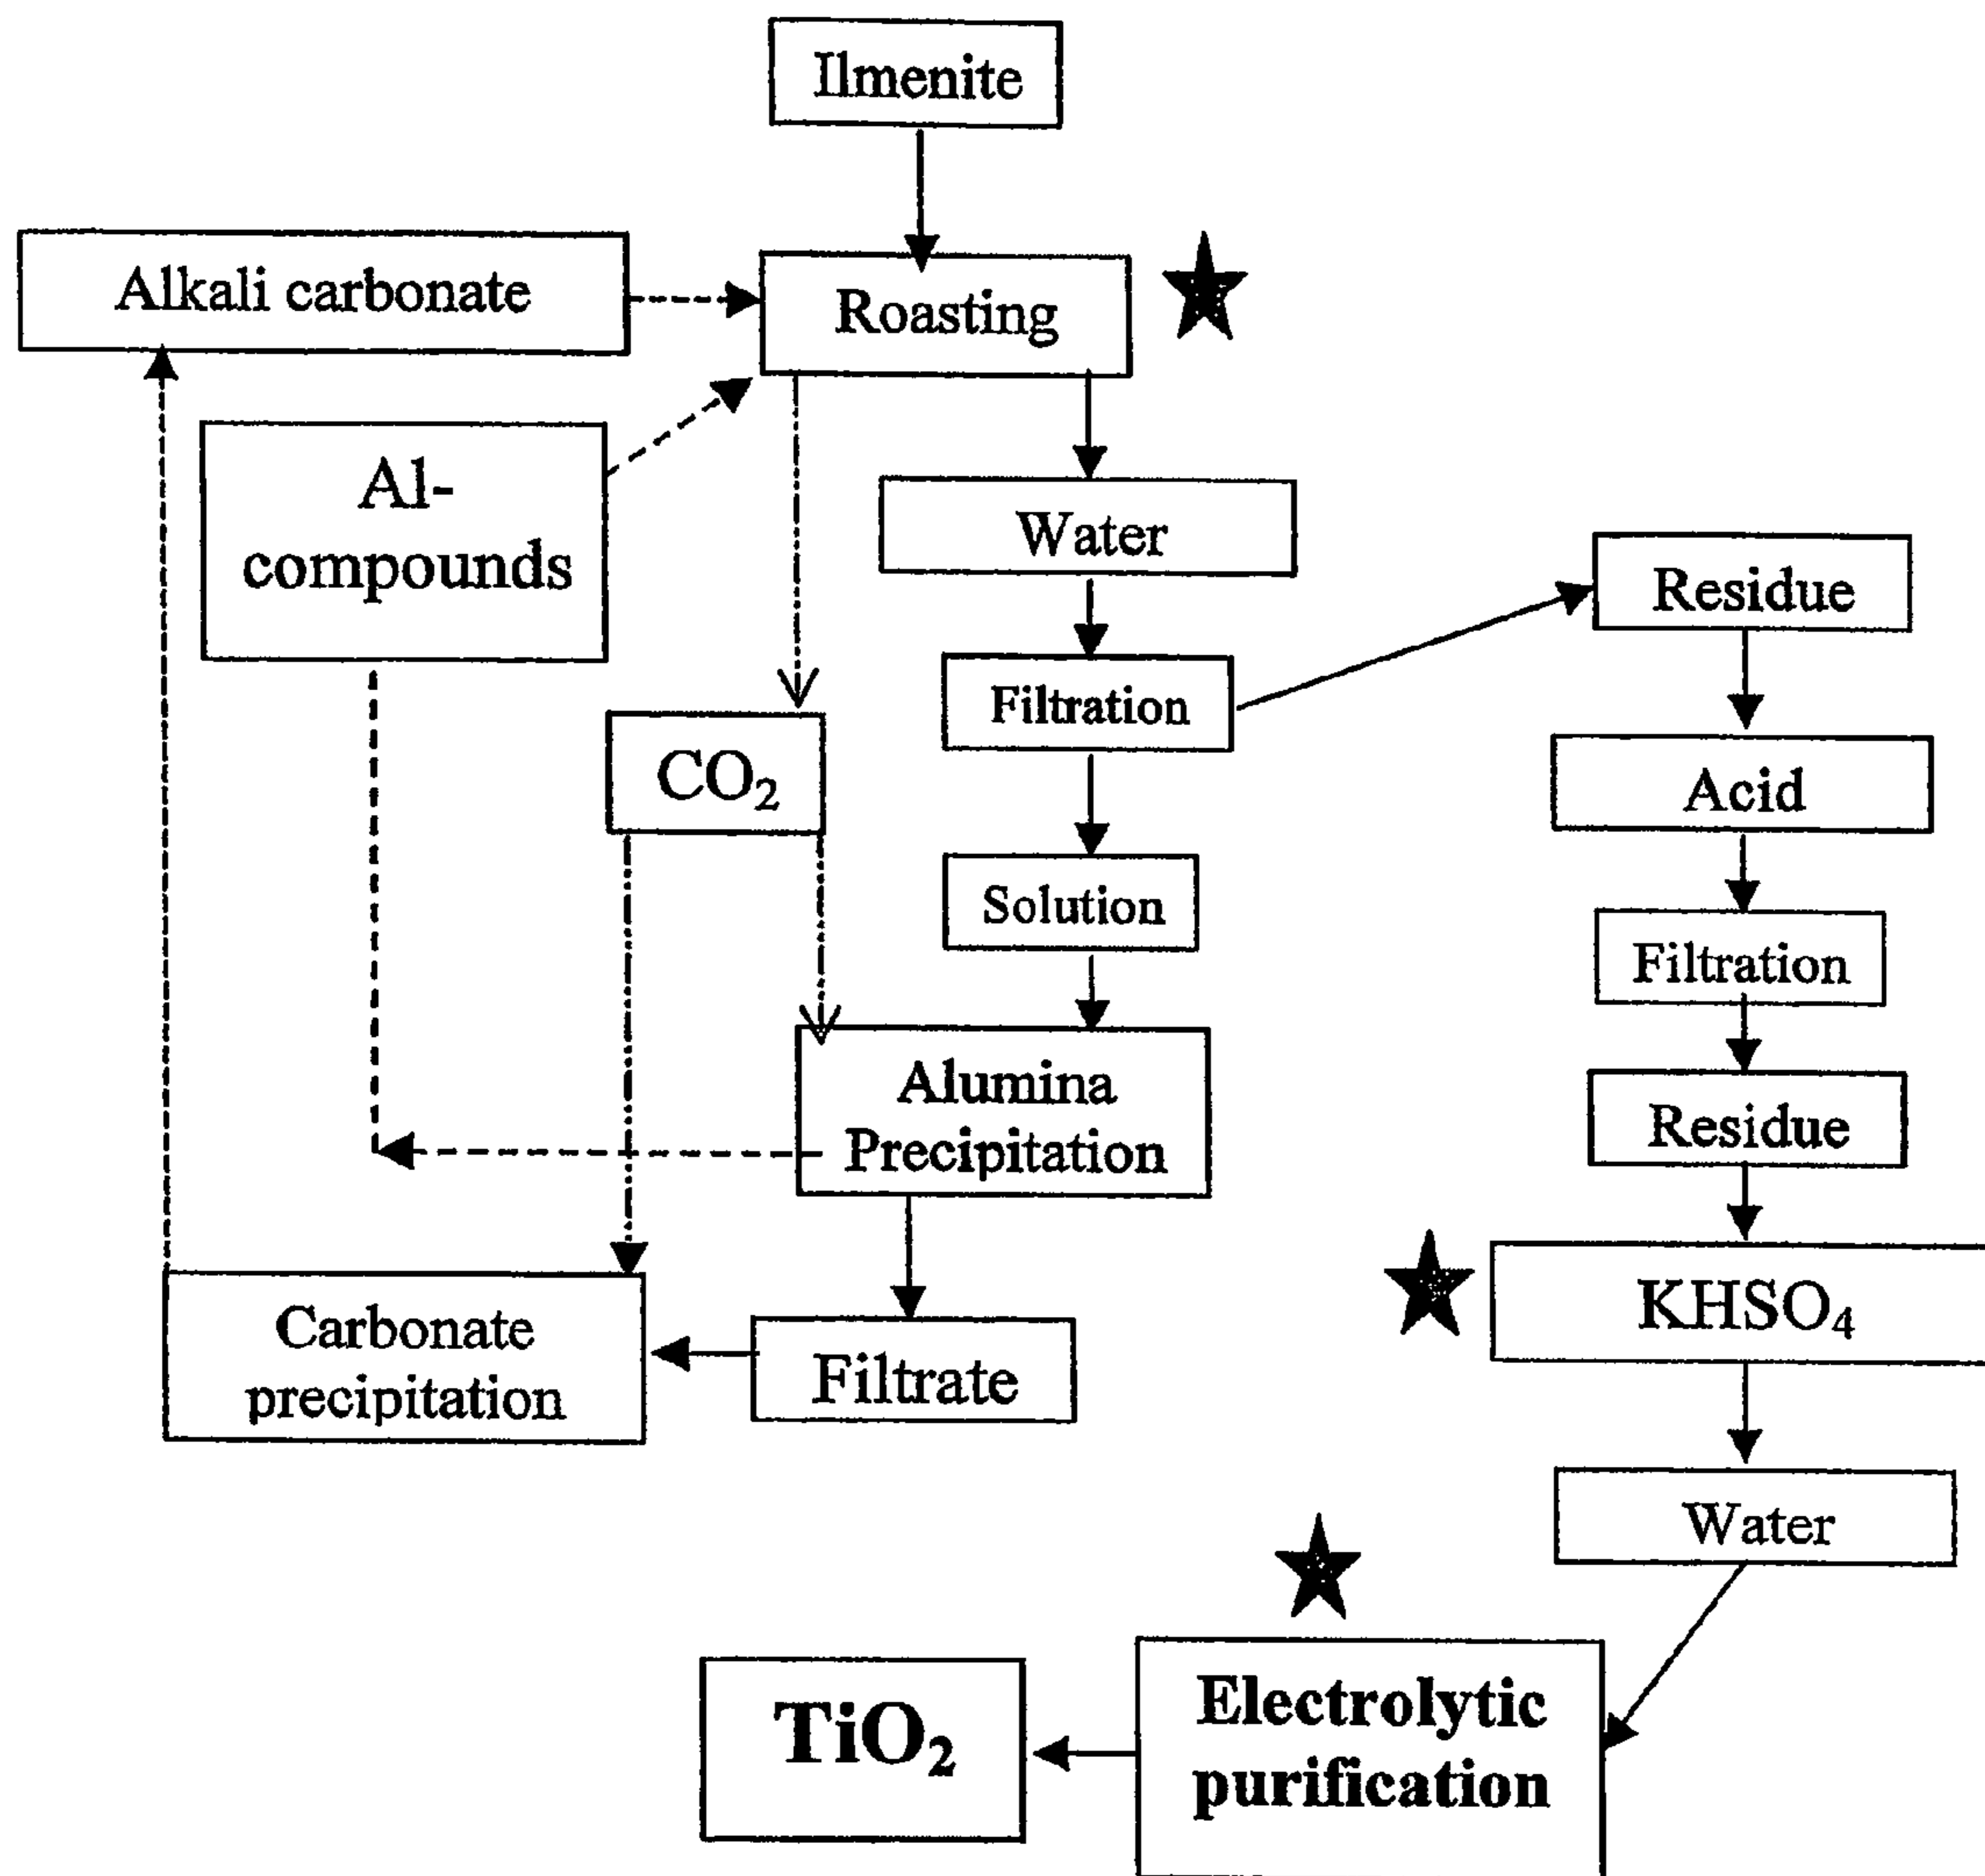 Ilmenite
Alkali carbonate
Roasting
Al-
compounds
Water
Residue
Filtration
CO₂
Acid
Solution
Filtration
Alumina
Precipitation
Residue
Carbonate
precipitation
Filtrate
KHSO₄
Water
TiO₂
Electrolytic
purification